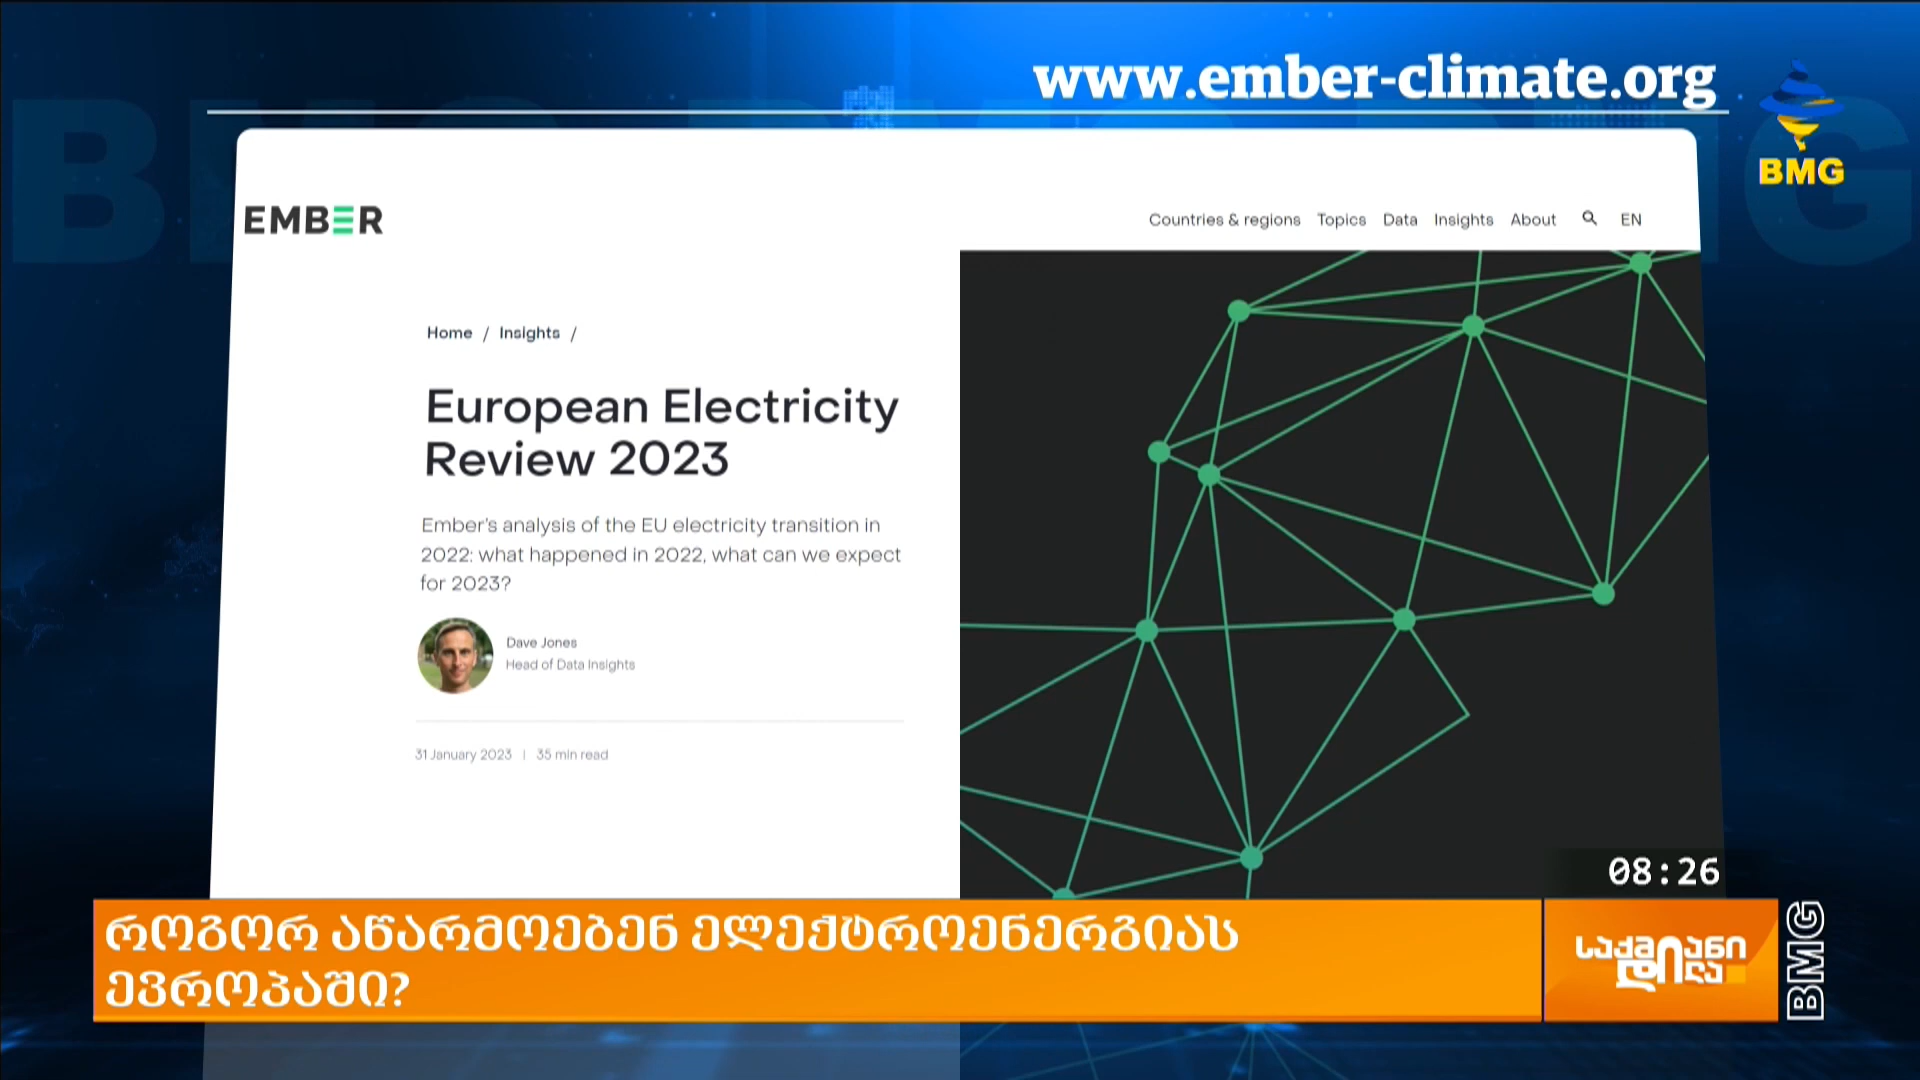 www.ember-climate.org
BMG
EMBER
Countries & regions Topics Data Insights About EN
Home / Insights /
European Electricity
Review 2023
Ember's analysis of the EU electricity transition in
2022: what happened in 2022, what can we expect
for 2023?
Dave Jones
Head of Data Insights
31 January 2023 | 35 min read
08:26
როგორ აწარმოებენ ელექტროენერგიას
ევროპაში?
საქმიანი
დილა
BMG